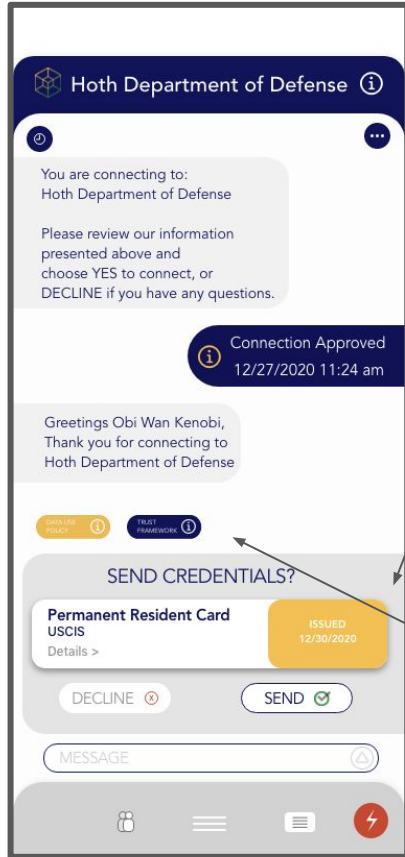 Hoth Department of Defense
You are connecting to:
Hoth Department of Defense
Please review our information
presented above and
choose YES to connect, or
DECLINE if you have any questions.
Connection Approved
12/27/2020 11:24 am
Greetings Obi Wan Kenobi,
Thank you for connecting to
Hoth Department of Defense
DATA USE
POLICY
TRUST
FRAMEWORK
SEND CREDENTIALS?
Permanent Resident Card
USCIS
Details >
ISSUED
12/30/2020
DECLINE
SEND
MESSAGE